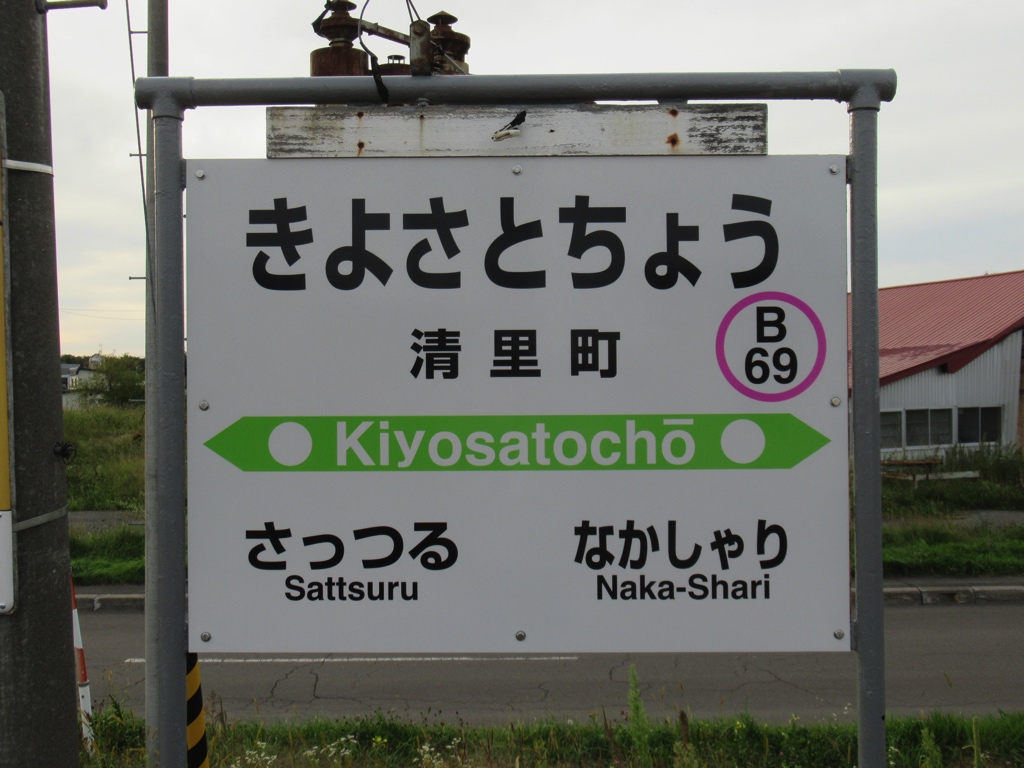 きよさとちょう
清里町
B
69
Kiyosatochō
さっつる
Sattsuru
なかしゃり
Naka-Shari